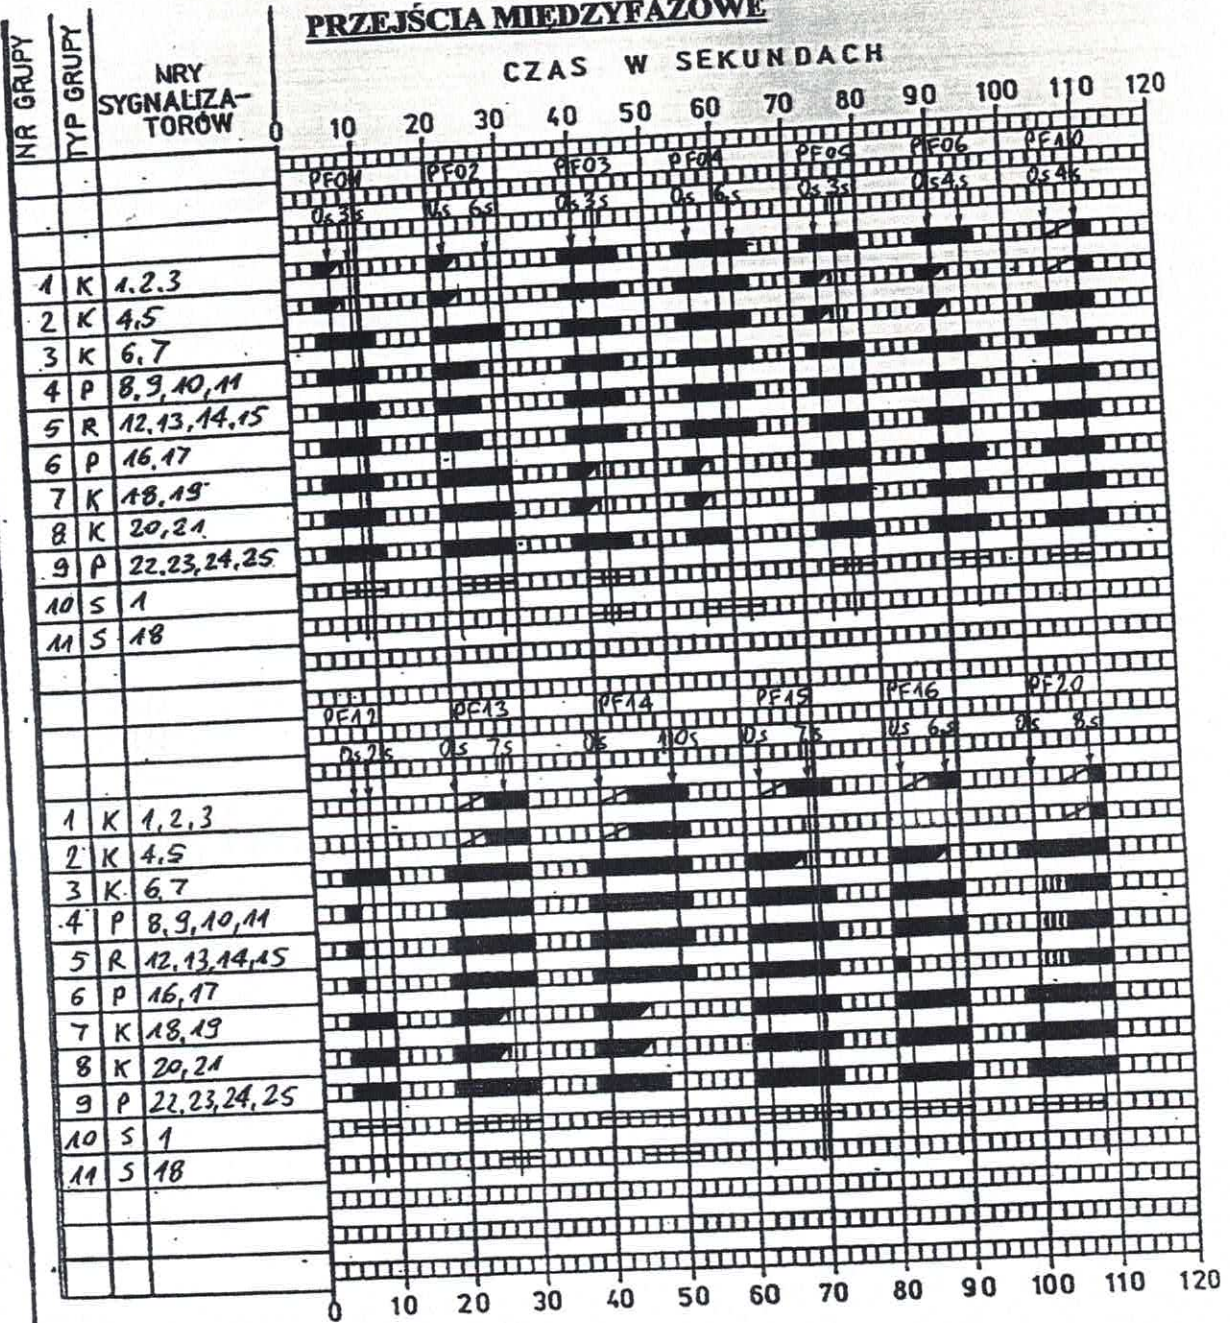 PRZEJŚCIA MIĘDZYFAZOWE
CZAS W SEKUNDACH
NR GRUPY
TYP GRUPY
NRY SYGNALIZA-
TORÓW
0 10 20 30 40 50 60 70 80 90 100 110 120
PF01 PF02 PF03 PF04 PF05 PF06 PF10
0s 3s 0s 6s 0s 3s 0s 6s 0s 3s 0s 4s 0s 4s
1 K 1.2.3
2 K 4,5
3 K 6,7
4 P 8,9,10,11
5 R 12,13,14,15
6 P 16,17
7 K 18,19
8 K 20,21
9 P 22,23,24,25
10 S 1
11 S 18
PF12 PF13 PF14 PF15 PF16 PF20
0s 2s 0s 7s 0s 10s 0s 7s 0s 6s 0s 8s
1 K 1,2,3
2 K 4,5
3 K 6,7
4 P 8,9,10,11
5 R 12,13,14,15
6 P 16,17
7 K 18,19
8 K 20,21
9 P 22,23,24,25
10 S 1
11 S 18
0 10 20 30 40 50 60 70 80 90 100 110 120